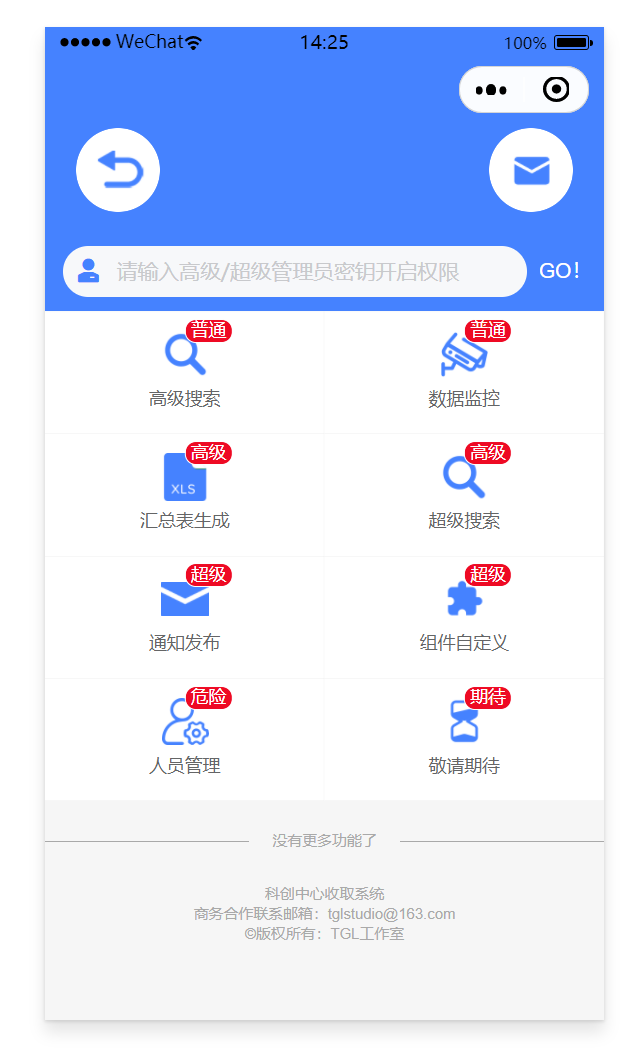 WeChat 14:25 100%
请输入高级/超级管理员密钥开启权限 GO!
普通 普通
高级搜索 数据监控
高级 高级
XLS
汇总表生成 超级搜索
超级 超级
通知发布 组件自定义
危险 期待
人员管理 敬请期待
没有更多功能了
科创中心收取系统
商务合作联系邮箱：tglstudio@163.com
©版权所有：TGL工作室